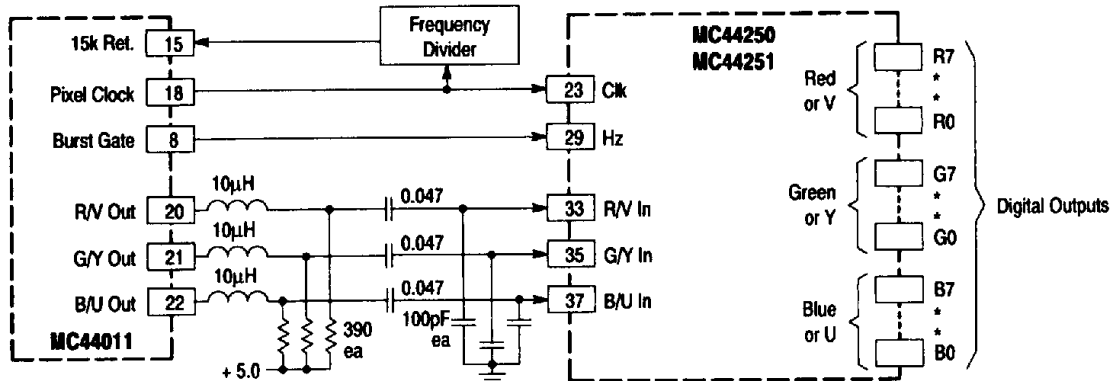 MC44011
15k Ret.
15
Pixel Clock
18
Burst Gate
8
R/V Out
20
G/Y Out
21
B/U Out
22
Frequency
Divider
10µH
10µH
10µH
0.047
0.047
0.047
390
ea
+ 5.0
100pF
ea
MC44250
MC44251
23
Clk
29
Hz
33
R/V In
35
G/Y In
37
B/U In
Red
or V
R7
*
*
R0
Green
or Y
G7
*
*
G0
Blue
or U
B7
*
*
B0
Digital Outputs